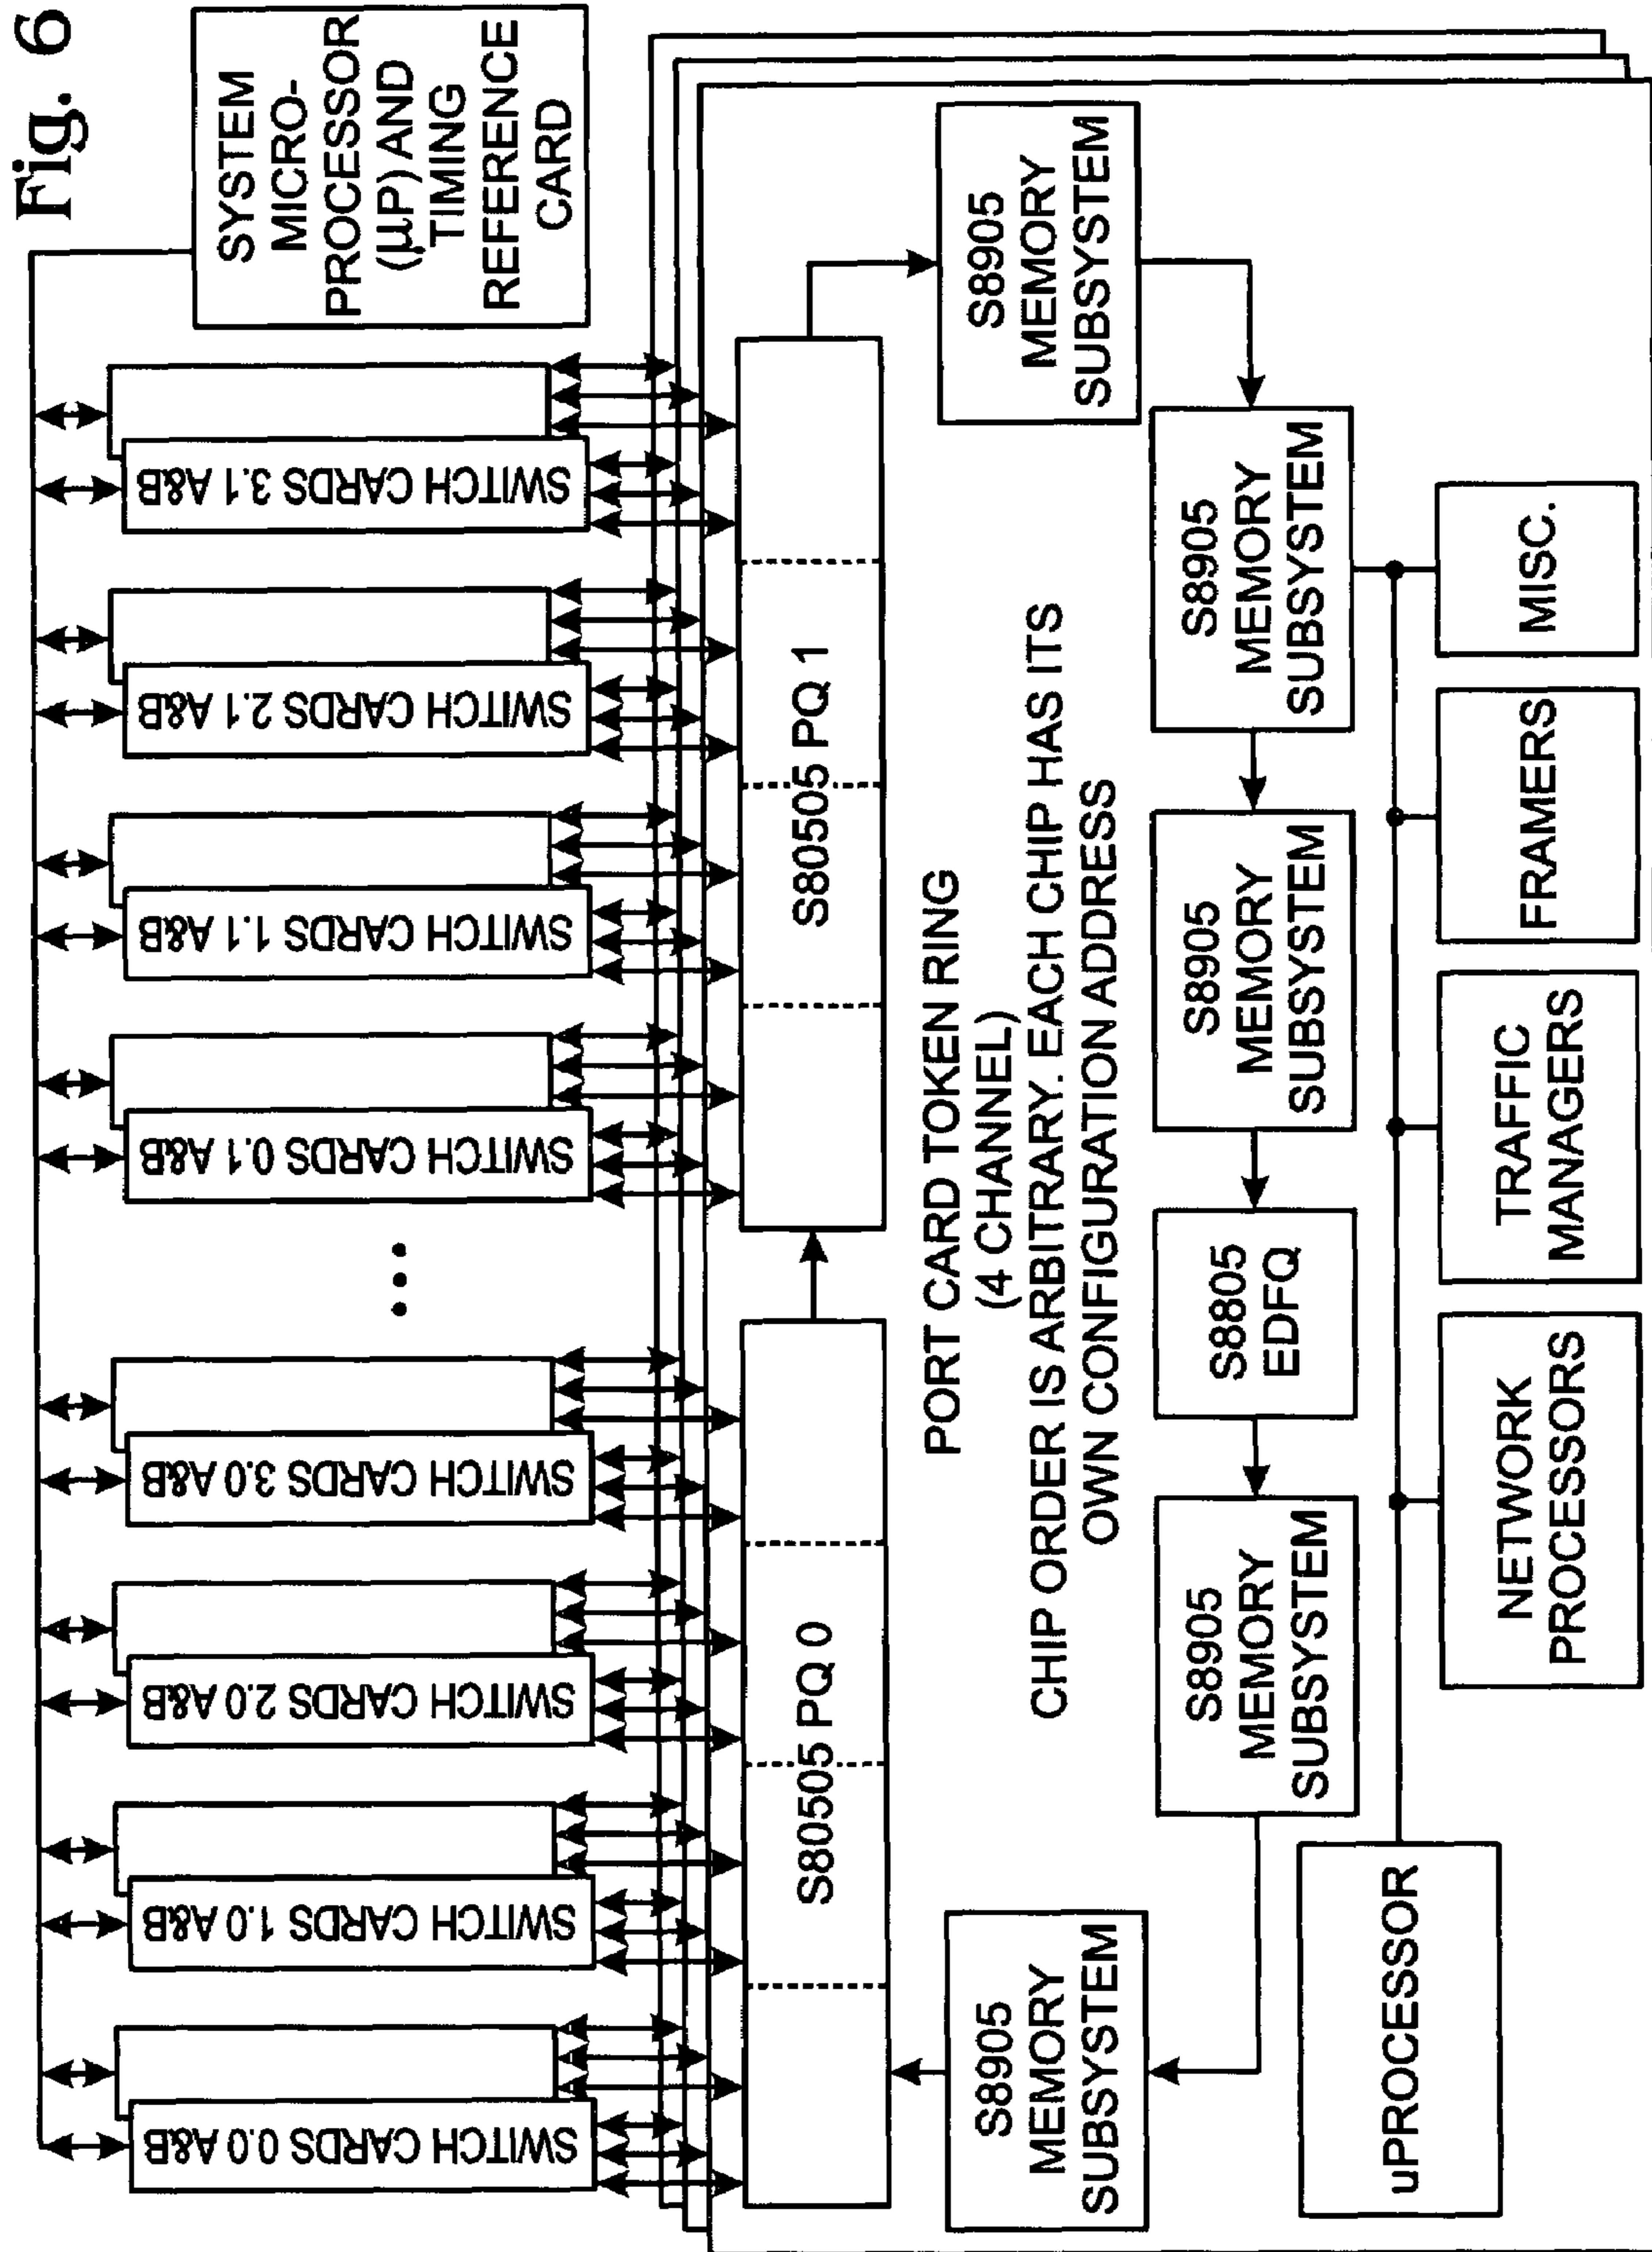 Fig. 6
SYSTEM
MICRO-
PROCESSOR
(µP) AND
TIMING
REFERENCE
CARD
SWITCH CARDS 0.0 A&B
SWITCH CARDS 1.0 A&B
SWITCH CARDS 2.0 A&B
SWITCH CARDS 3.0 A&B
•••
SWITCH CARDS 0.1 A&B
SWITCH CARDS 1.1 A&B
SWITCH CARDS 2.1 A&B
SWITCH CARDS 3.1 A&B
S80505 PQ 0
S80505 PQ 1
PORT CARD TOKEN RING
(4 CHANNEL)
CHIP ORDER IS ARBITRARY. EACH CHIP HAS ITS
OWN CONFIGURATION ADDRESS
S8905
MEMORY
SUBSYSTEM
S8905
MEMORY
SUBSYSTEM
S8905
MEMORY
SUBSYSTEM
S8805
EDFQ
S8905
MEMORY
SUBSYSTEM
S8905
MEMORY
SUBSYSTEM
uPROCESSOR
NETWORK
PROCESSORS
TRAFFIC
MANAGERS
FRAMERS
MISC.